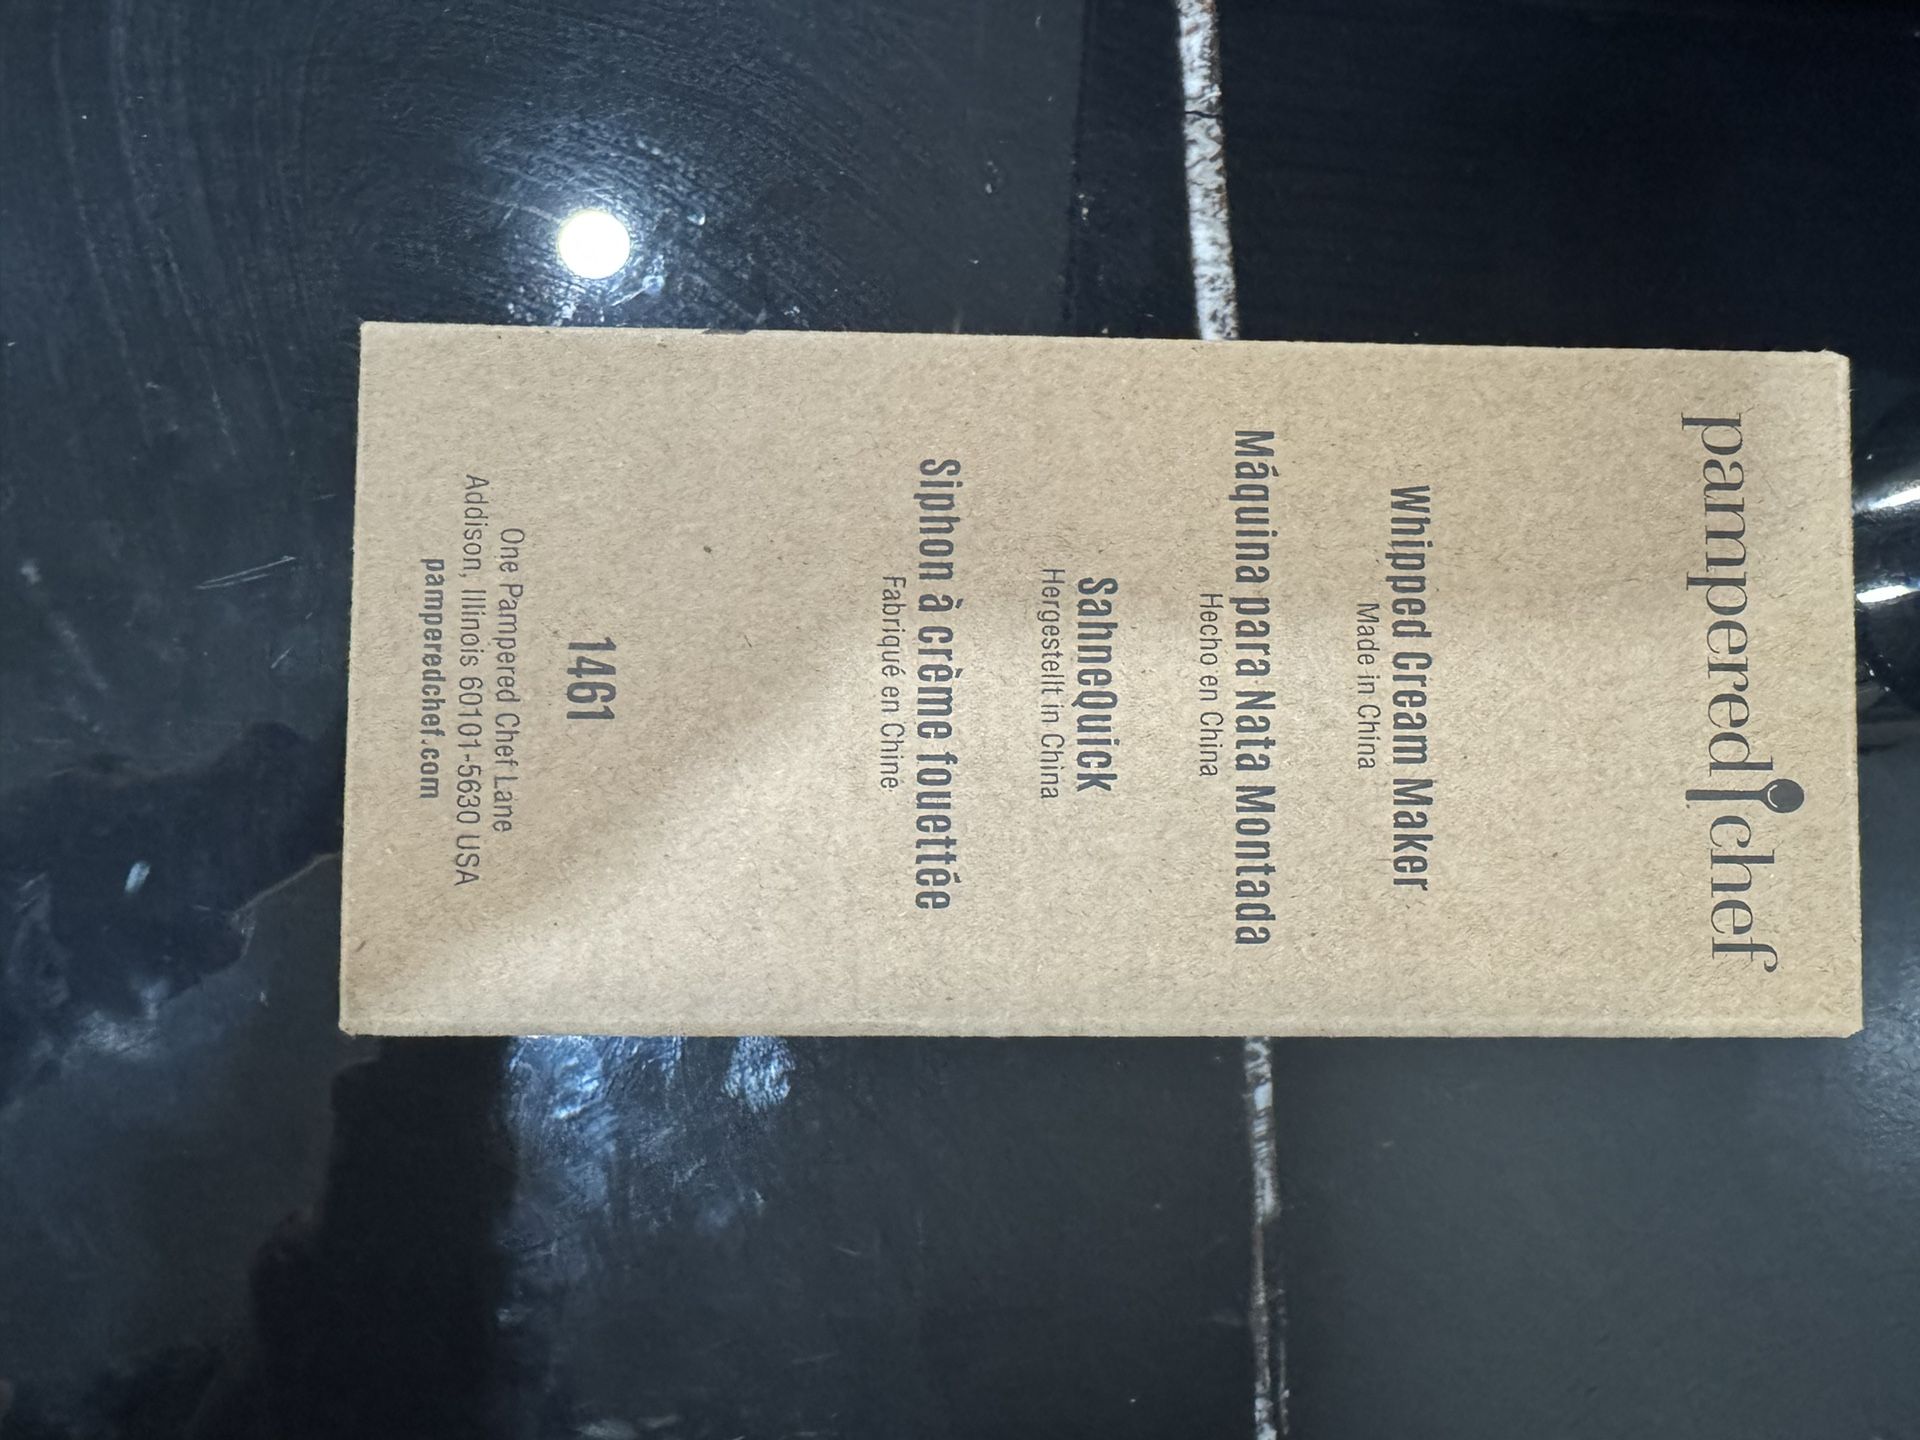 pampered chef
Whipped Cream Maker
Made in China
Máquina para Nata Montada
Hecho en China
Sahnequick
Hergestellt in China
Siphon à crème fouettée
Fabriqué en Chine
1461
One Pampered Chef Lane
Addison, Illinois 60101-5630 USA
pamperedchef.com